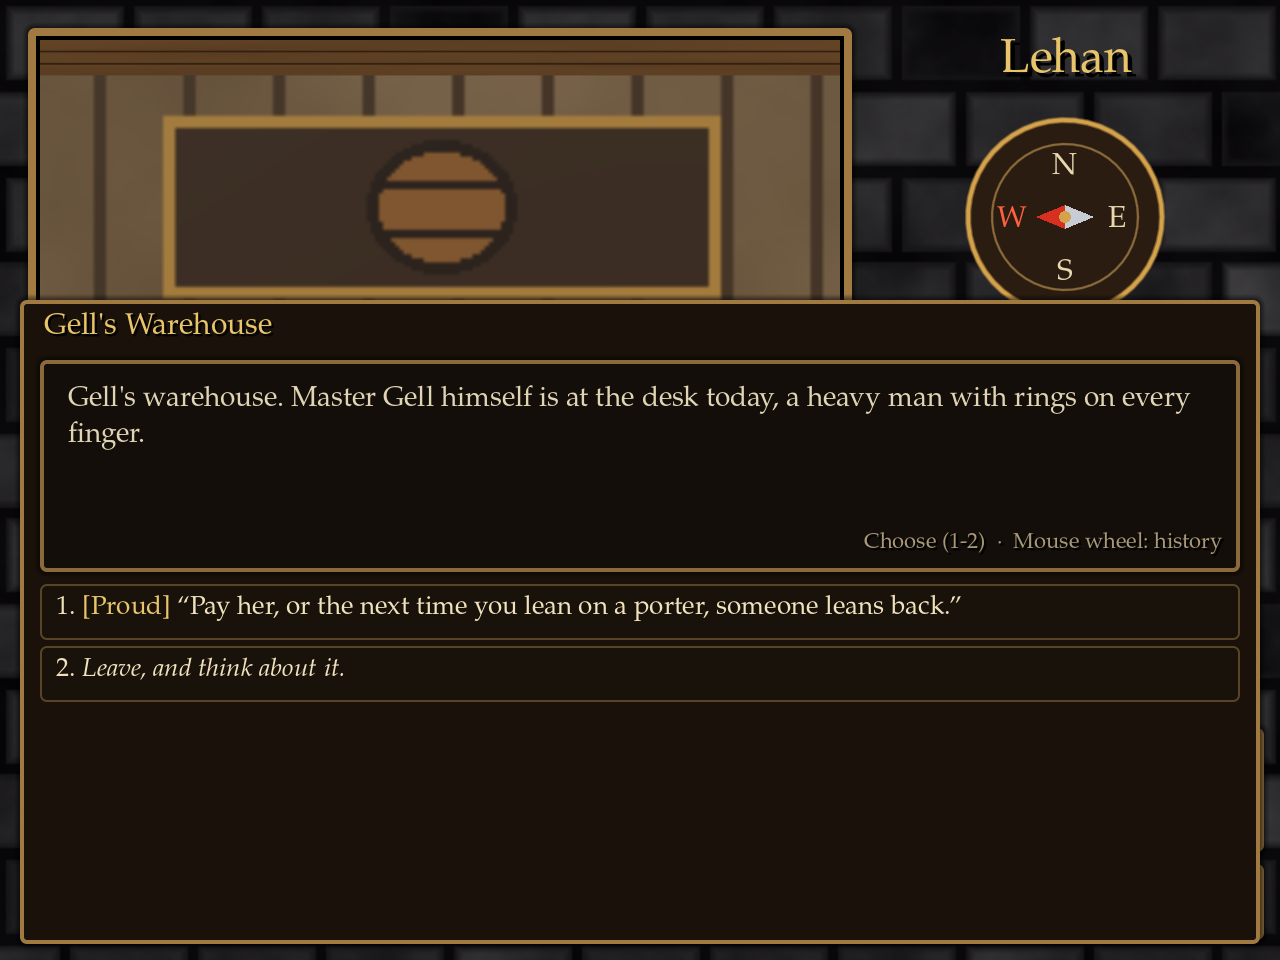 Lehan
N
W E
S
Gell's Warehouse
Gell's warehouse. Master Gell himself is at the desk today, a heavy man with rings on every
finger.
Choose (1-2) · Mouse wheel: history
1. [Proud] “Pay her, or the next time you lean on a porter, someone leans back.”
2. Leave, and think about it.